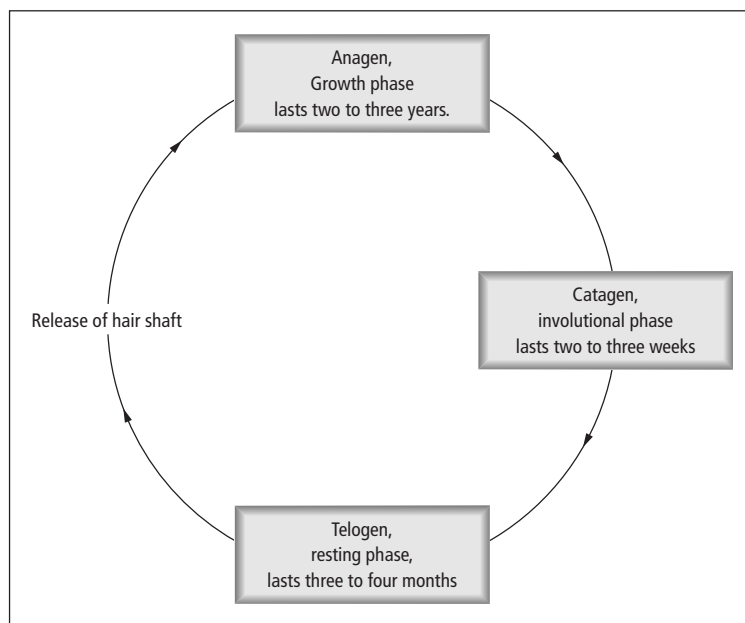 Anagen,
Growth phase
lasts two to three years.
Catagen,
involutional phase
lasts two to three weeks
Telogen,
resting phase,
lasts three to four months
Release of hair shaft